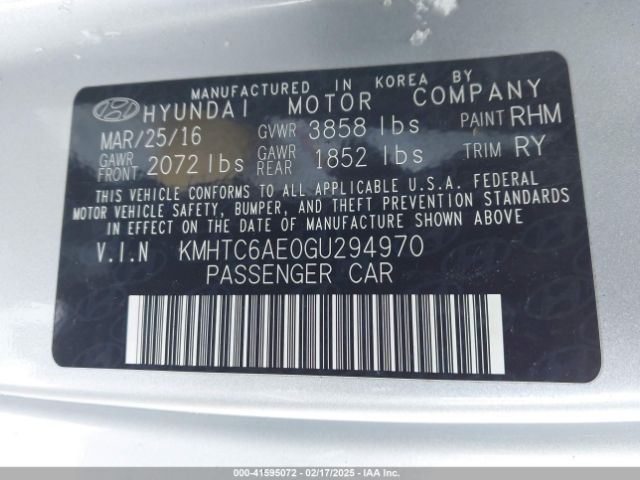 MANUFACTURED IN KOREA BY
HYUNDAI MOTOR COMPANY
MAR/25/16 GVWR 3858 lbs PAINT RHM
GAWR FRONT 2072 lbs GAWR REAR 1852 lbs TRIM RY
THIS VEHICLE CONFORMS TO ALL APPLICABLE U.S.A. FEDERAL
MOTOR VEHICLE SAFETY, BUMPER, AND THEFT PREVENTION STANDARDS
IN EFFECT ON THE DATE OF MANUFACTURE SHOWN ABOVE.
V.I.N KMHTC6AE0GU294970
PASSENGER CAR
000-41595072 - 02/17/2025 - IAA, Inc.